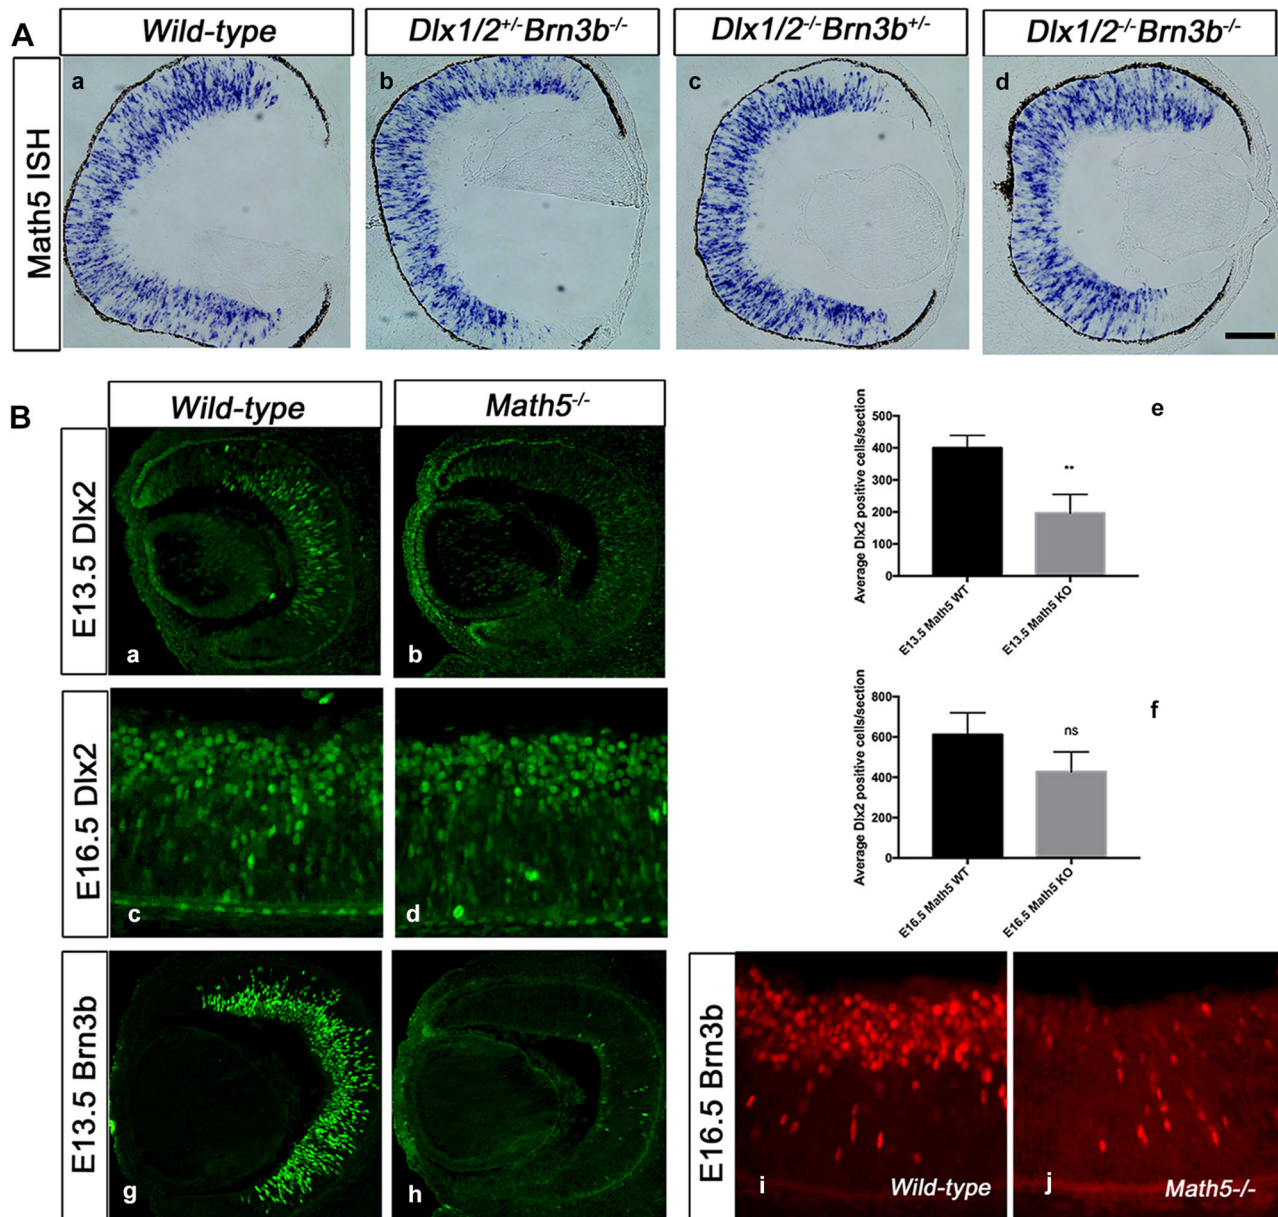 A
Wild-type
Dlx1/2+/-Brn3b-/-
Dlx1/2-/-Brn3b+/-
Dlx1/2-/-Brn3b-/-
Math5 ISH
a
b
c
d
B
Wild-type
Math5-/-
E13.5 Dlx2
a
b
E16.5 Dlx2
c
d
E13.5 Brn3b
g
h
e
Average Dlx2 positive cells/section
500
400
300
200
100
0
**
E13.5 Math5 WT
E13.5 Math5 KO
f
Average Dlx2 positive cells/section
800
600
400
200
0
ns
E16.5 Math5 WT
E16.5 Math5 KO
E16.5 Brn3b
i
Wild-type
j
Math5-/-